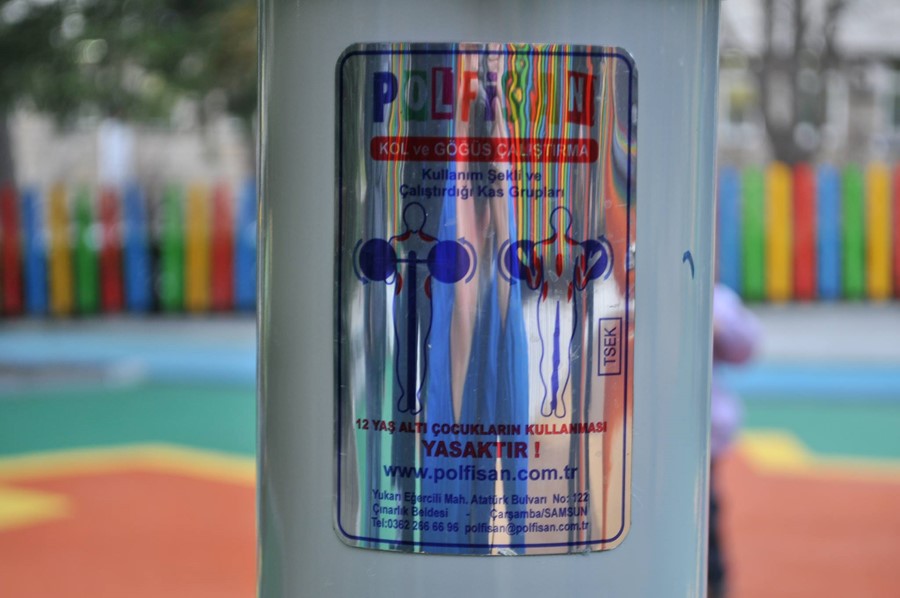 POLFiSAN
KOL ve GÖĞÜS ÇALIŞTIRMA
Kullanım Şekli ve
Çalıştırdığı Kas Grupları
TSEK
12 YAŞ ALTI ÇOCUKLARIN KULLANMASI
YASAKTIR !
www.polfisan.com.tr
Yukarı Eğercili Mah. Atatürk Bulvarı No: 322
Çınarlık Beldesi Çarşamba/SAMSUN
Tel:0362 266 66 96 polfisan@polfisan.com.tr